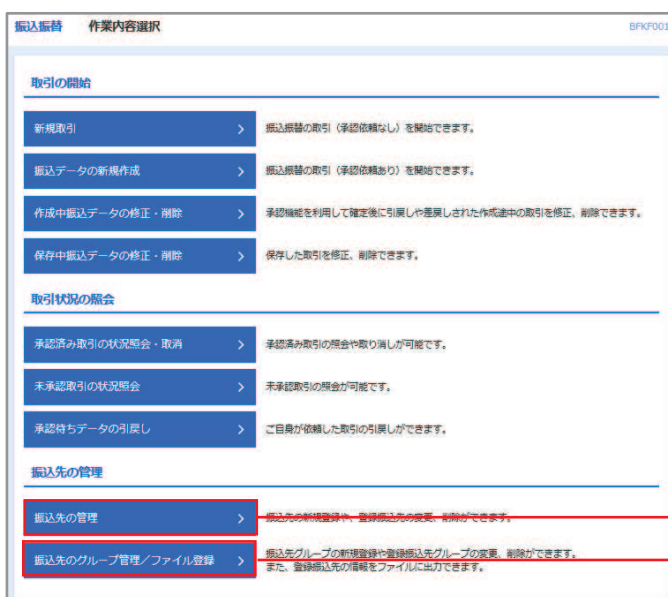 振込振替 作業内容選択 BFKF001
取引の開始
新規取引 > 振込振替の取引（承認依頼なし）を開始できます。
振込データの新規作成 > 振込振替の取引（承認依頼あり）を開始できます。
作成中振込データの修正・削除 > 承認機能を利用して確定後に引戻しや差戻しされた作成途中の取引を修正、削除できます。
保存中振込データの修正・削除 > 保存した取引を修正、削除できます。
取引状況の照会
承認済み取引の状況照会・取消 > 承認済み取引の照会や取り消しが可能です。
未承認取引の状況照会 > 未承認取引の照会が可能です。
承認待ちデータの引戻し > ご自身が依頼した取引の引戻しができます。
振込先の管理
振込先の管理 > 振込先の新規登録や、登録振込先の変更、削除ができます。
振込先のグループ管理／ファイル登録 > 振込先グループの新規登録や登録振込先グループの変更、削除ができます。
また、登録振込先の情報をファイルに出力できます。